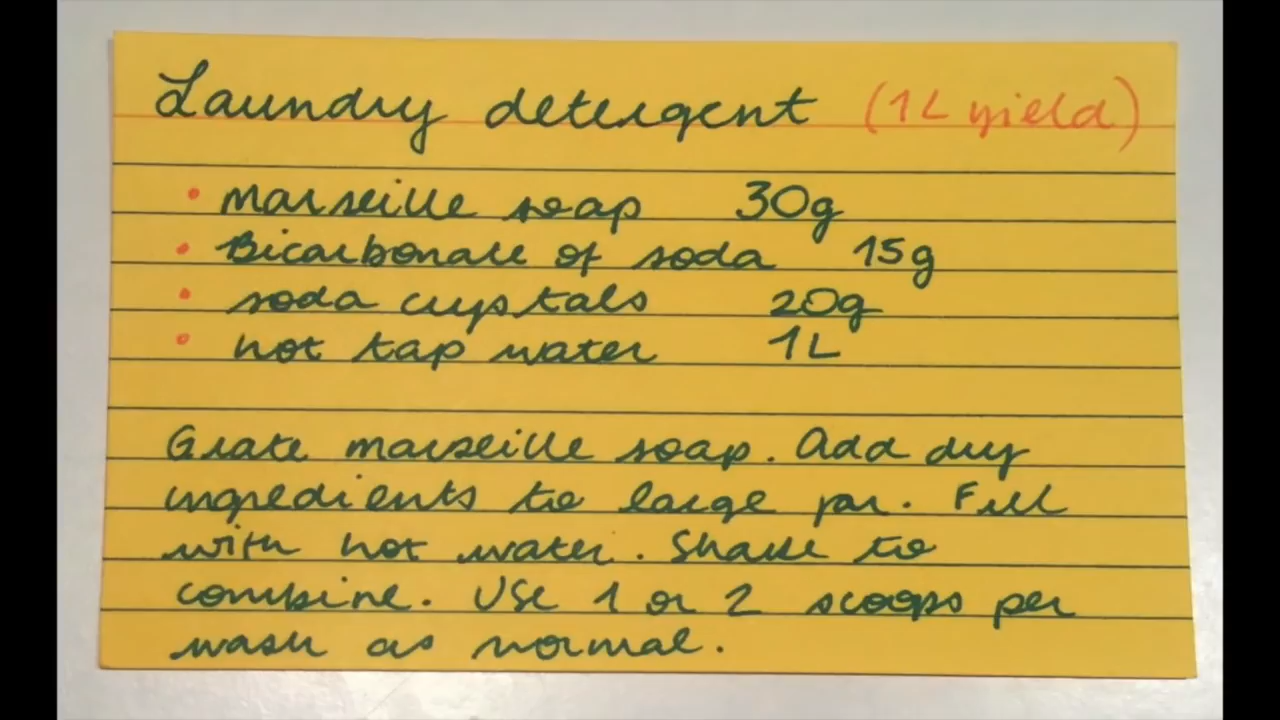 Laundry detergent (1L yield)
• Marseille soap 30g
• Bicarbonate of soda 15g
• soda crystals 20g
• hot tap water 1L
Grate marseille soap. Add dry
ingredients to large jar. Fill
with hot water. Shake to
combine. Use 1 or 2 scoops per
wash as normal.